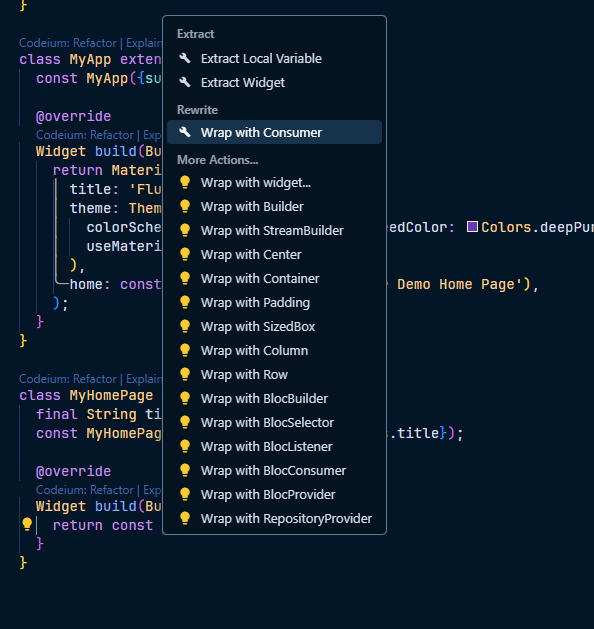 }
Codeium: Refactor | Explain
class MyApp exten
const MyApp({su
@override
Codeium: Refactor | Exp
Widget build(Bu
return Materia
title: 'Flu
theme: Them
colorSche
eedColor: Colors.deepPur
useMateri
),
home: const
Demo Home Page'),
);
}
}
Codeium: Refactor | Explain
class MyHomePage
final String ti
const MyHomePag
.title});
@override
Codeium: Refactor | Exp
Widget build(Bu
return const
}
}
Extract
Extract Local Variable
Extract Widget
Rewrite
Wrap with Consumer
More Actions...
Wrap with widget...
Wrap with Builder
Wrap with StreamBuilder
Wrap with Center
Wrap with Container
Wrap with Padding
Wrap with SizedBox
Wrap with Column
Wrap with Row
Wrap with BlocBuilder
Wrap with BlocSelector
Wrap with BlocListener
Wrap with BlocConsumer
Wrap with BlocProvider
Wrap with RepositoryProvider